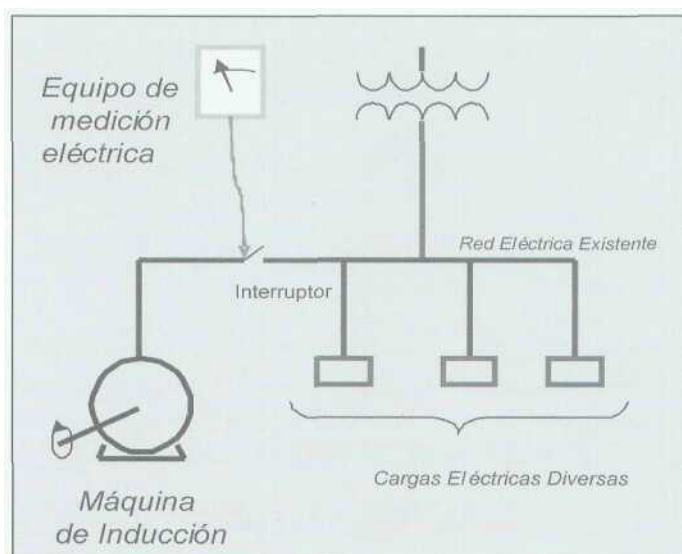 Equipo de
medición
eléctrica
Red Eléctrica Existente
Interruptor
Cargas Eléctricas Diversas
Máquina
de Inducción